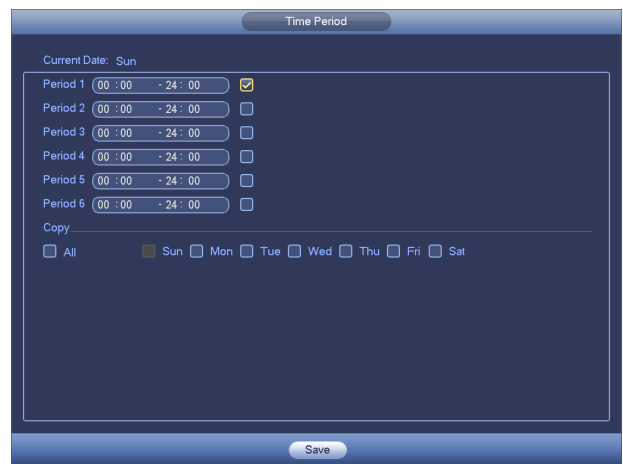 Time Period
Current Date: Sun
Period 1 00 :00 - 24 : 00
Period 2 00 :00 - 24 : 00
Period 3 00 :00 - 24 : 00
Period 4 00 :00 - 24 : 00
Period 5 00 :00 - 24 : 00
Period 6 00 :00 - 24 : 00
Copy
All Sun Mon Tue Wed Thu Fri Sat
Save